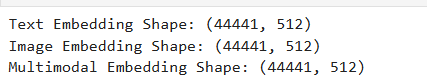 Text Embedding Shape: (44441, 512)
Image Embedding Shape: (44441, 512)
Multimodal Embedding Shape: (44441, 512)